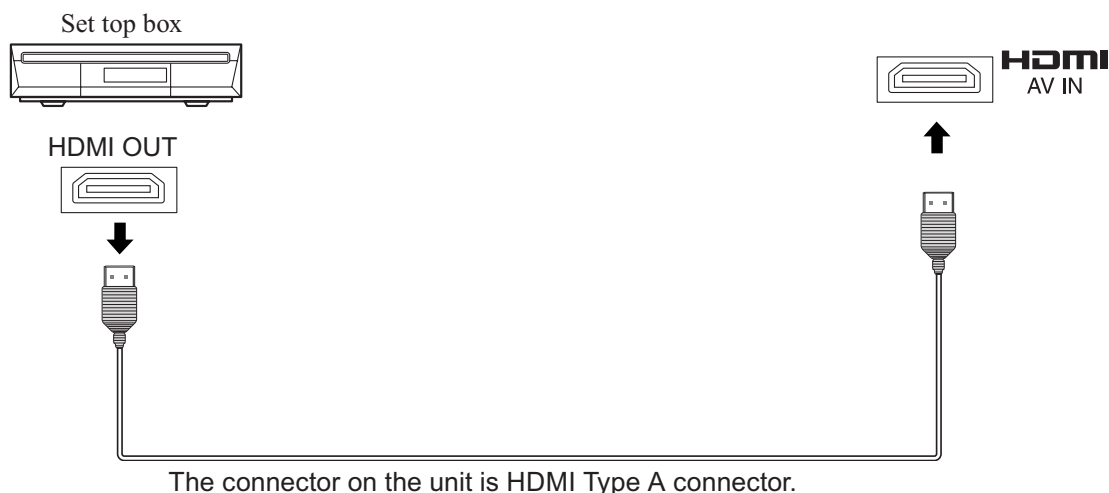 Set top box
HDMI
AV IN
HDMI OUT
The connector on the unit is HDMI Type A connector.